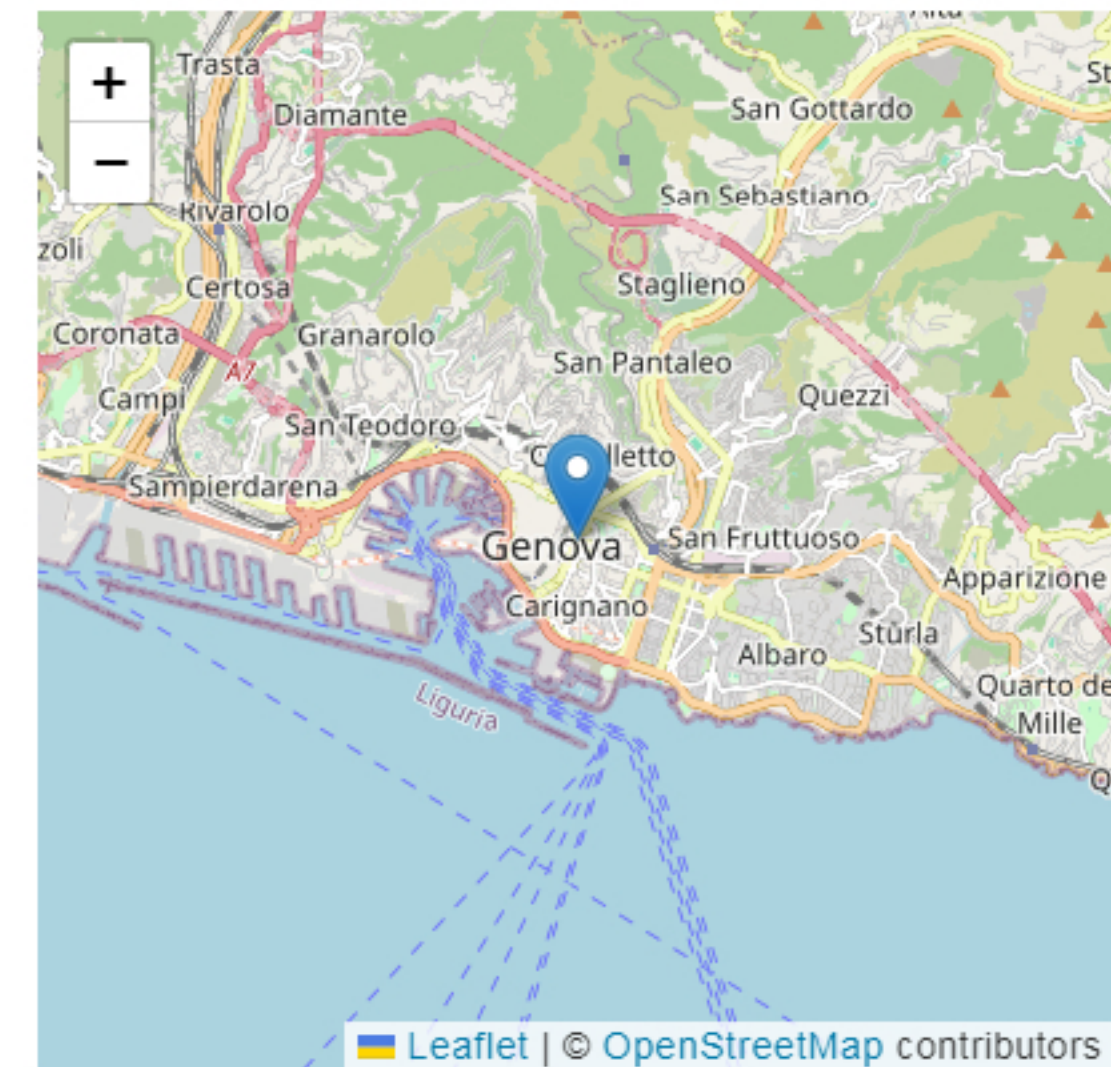 Trasta
+
Diamante
San Gottardo
St
−
San Sebastiano
Rivarolo
zoli
Staglieno
Certosa
Coronata
Granarolo
A7
San Pantaleo
Campi
Quezzi
San Teodoro
lletto
Sampierdarena
Genova
San Fruttuoso
Apparizione
Carignano
Sturla
Albaro
Quarto de
Mille
Liguria
Q
Leaflet | © OpenStreetMap contributors